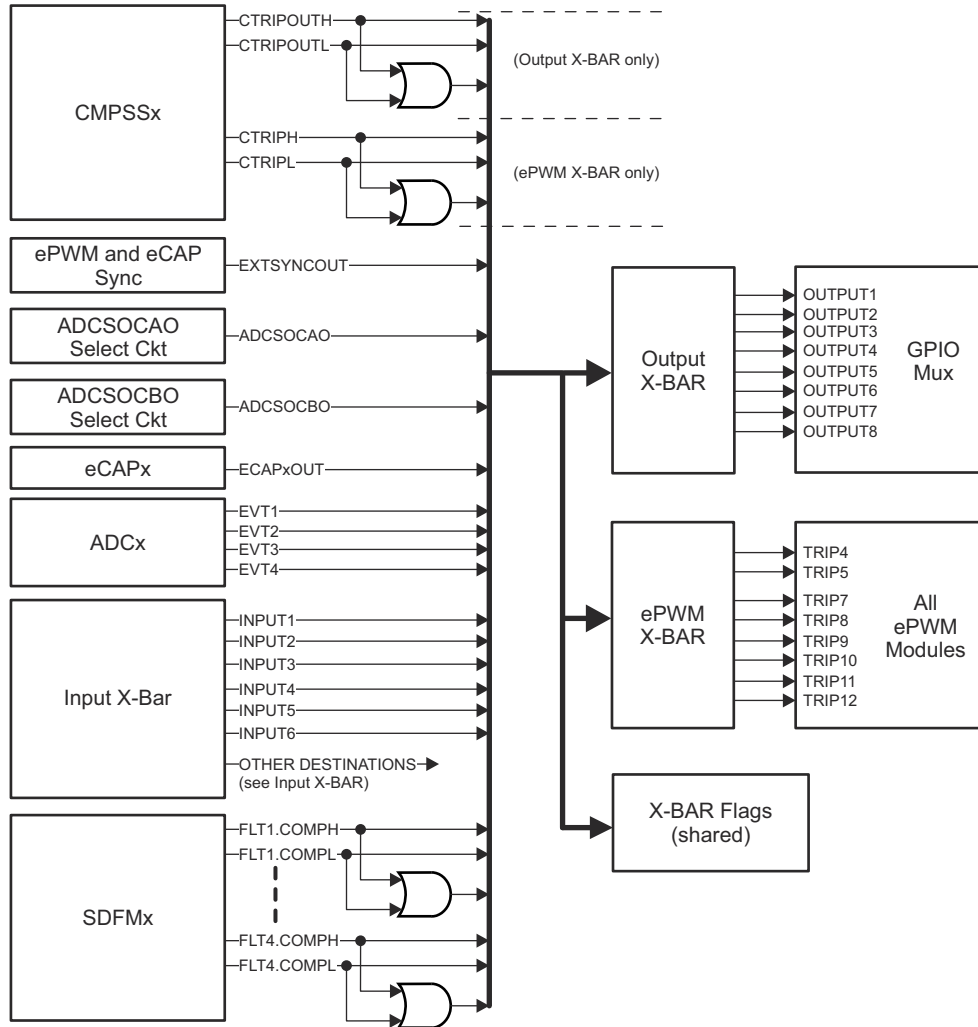 CMPSSx
CTRIPOUTH
CTRIPOUTL
(Output X-BAR only)
CTRIPH
CTRIPL
(ePWM X-BAR only)
ePWM and eCAP
Sync
EXTSYNCOUT
ADCSOCAO
Select Ckt
ADCSOCAO
ADCSOCBO
Select Ckt
ADCSOCBO
eCAPx
ECAPxOUT
ADCx
EVT1
EVT2
EVT3
EVT4
Input X-Bar
INPUT1
INPUT2
INPUT3
INPUT4
INPUT5
INPUT6
OTHER DESTINATIONS
(see Input X-BAR)
SDFMx
FLT1.COMPH
FLT1.COMPL
FLT4.COMPH
FLT4.COMPL
Output
X-BAR
OUTPUT1
OUTPUT2
OUTPUT3
OUTPUT4
OUTPUT5
OUTPUT6
OUTPUT7
OUTPUT8
GPIO
Mux
ePWM
X-BAR
TRIP4
TRIP5
TRIP7
TRIP8
TRIP9
TRIP10
TRIP11
TRIP12
All
ePWM
Modules
X-BAR Flags
(shared)